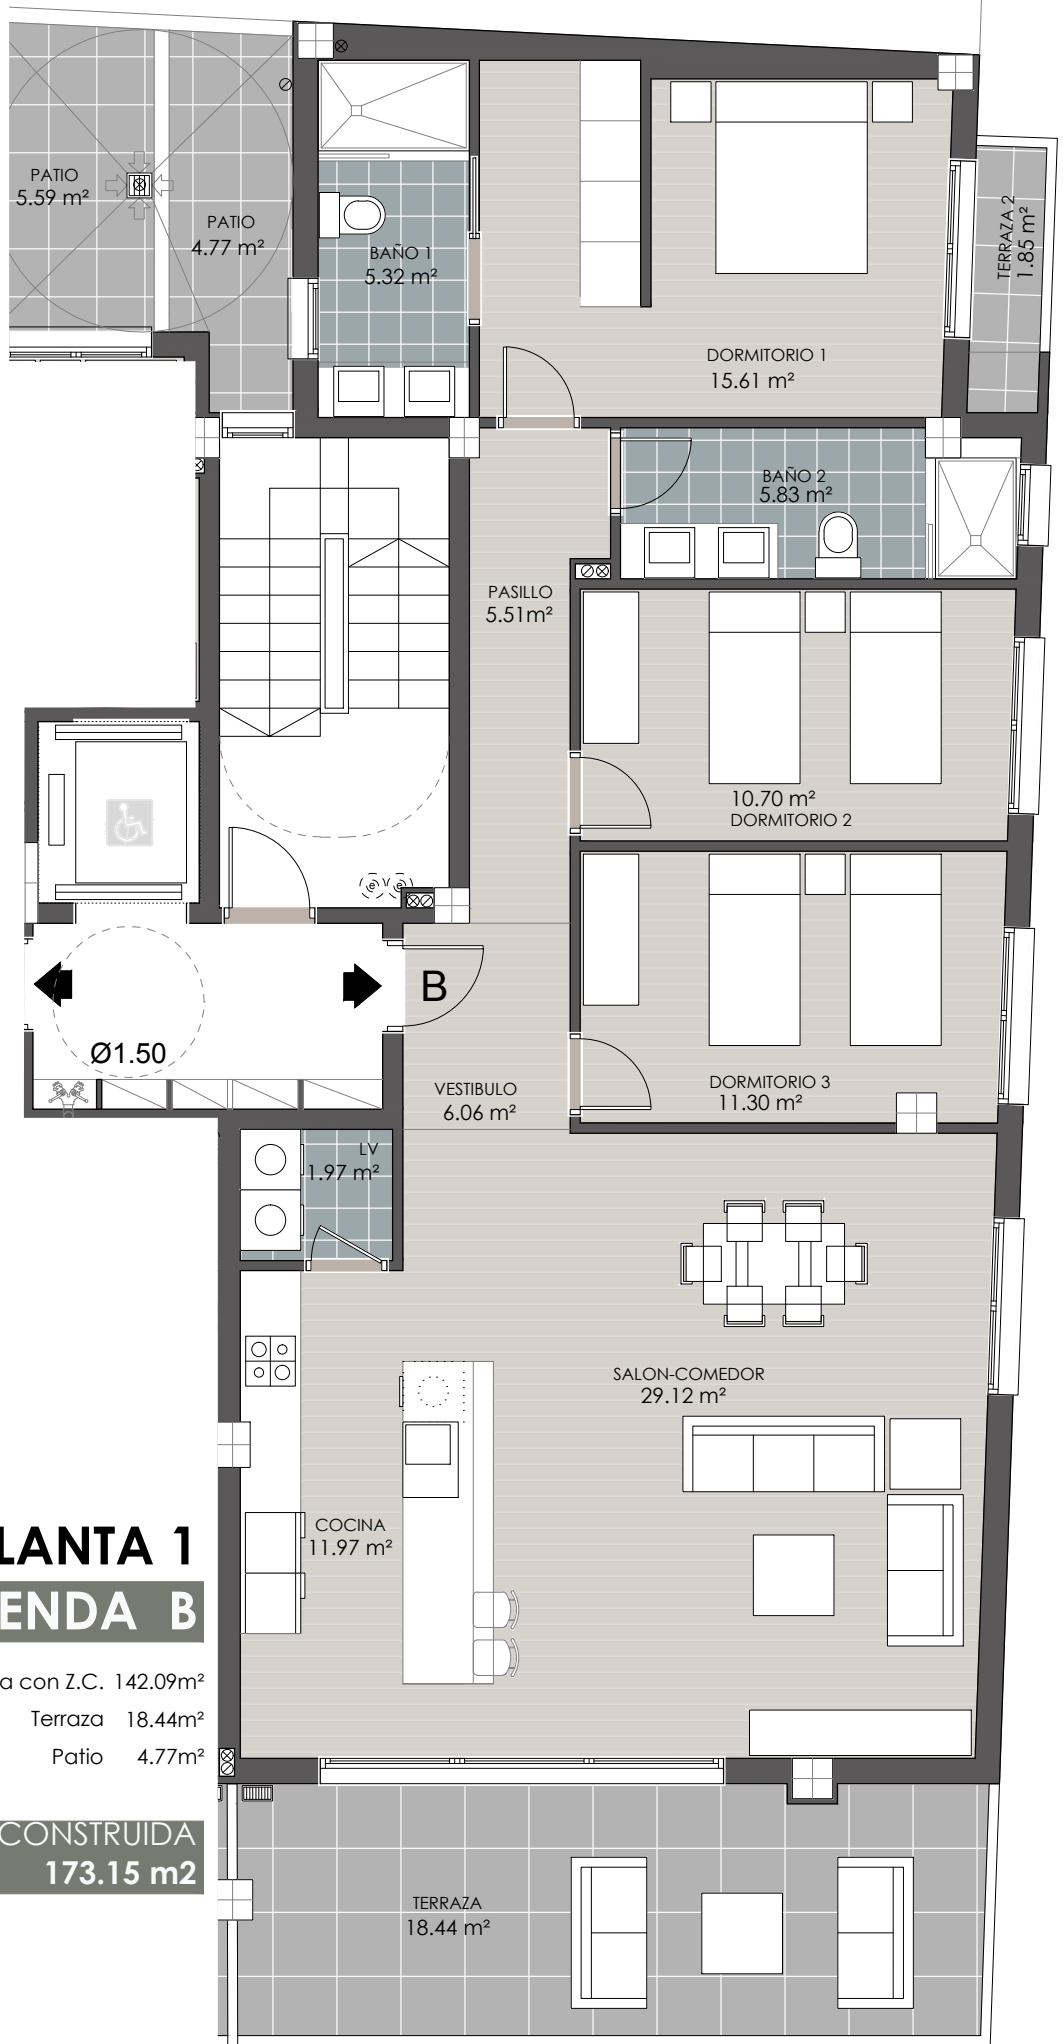 PATIO
5.59 m²
PATIO
4.77 m²
BAÑO 1
5.32 m²
TERRAZA 2
1.85 m²
DORMITORIO 1
15.61 m²
BAÑO 2
5.83 m²
PASILLO
5.51m²
10.70 m²
DORMITORIO 2
B
Ø1.50
VESTIBULO
6.06 m²
DORMITORIO 3
11.30 m²
LV
1.97 m²
SALON-COMEDOR
29.12 m²
COCINA
11.97 m²
LANTA 1
ENDA B
a con Z.C. 142.09m²
Terraza 18.44m²
Patio 4.77m²
CONSTRUIDA
173.15 m2
TERRAZA
18.44 m²